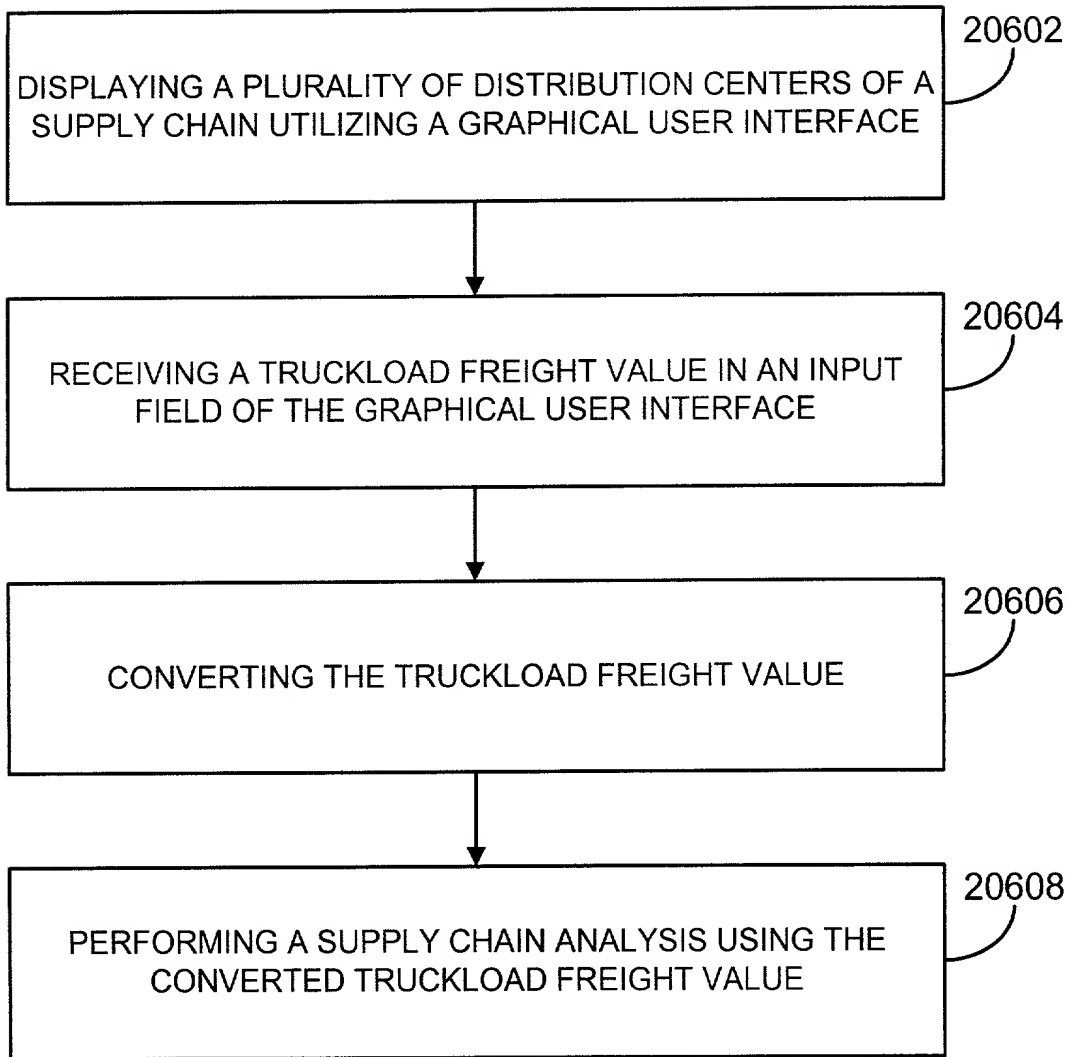 20602
DISPLAYING A PLURALITY OF DISTRIBUTION CENTERS OF A
SUPPLY CHAIN UTILIZING A GRAPHICAL USER INTERFACE
20604
RECEIVING A TRUCKLOAD FREIGHT VALUE IN AN INPUT
FIELD OF THE GRAPHICAL USER INTERFACE
20606
CONVERTING THE TRUCKLOAD FREIGHT VALUE
20608
PERFORMING A SUPPLY CHAIN ANALYSIS USING THE
CONVERTED TRUCKLOAD FREIGHT VALUE